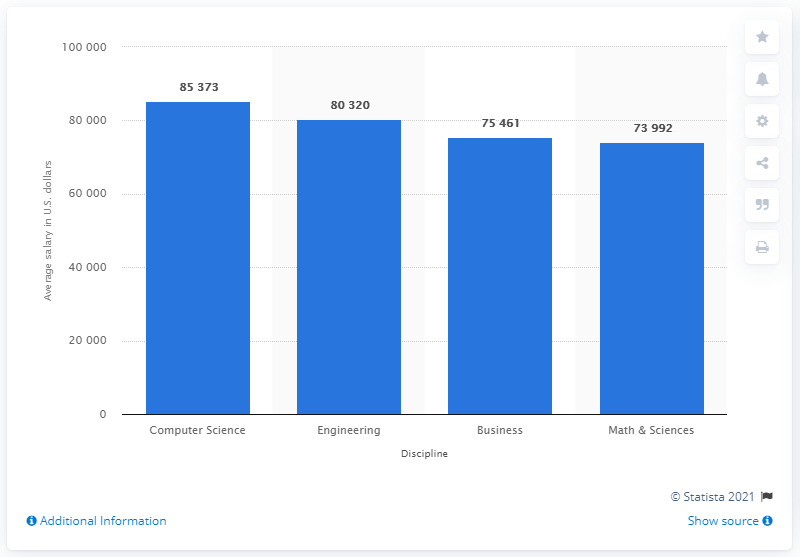 100 000
80 000
60 000
40 000
20 000
0
Average salary in U.S. dollars
85 373
80 320
75 461
73 992
Computer Science
Engineering
Business
Math & Sciences
Discipline
© Statista 2021
Additional Information
Show source